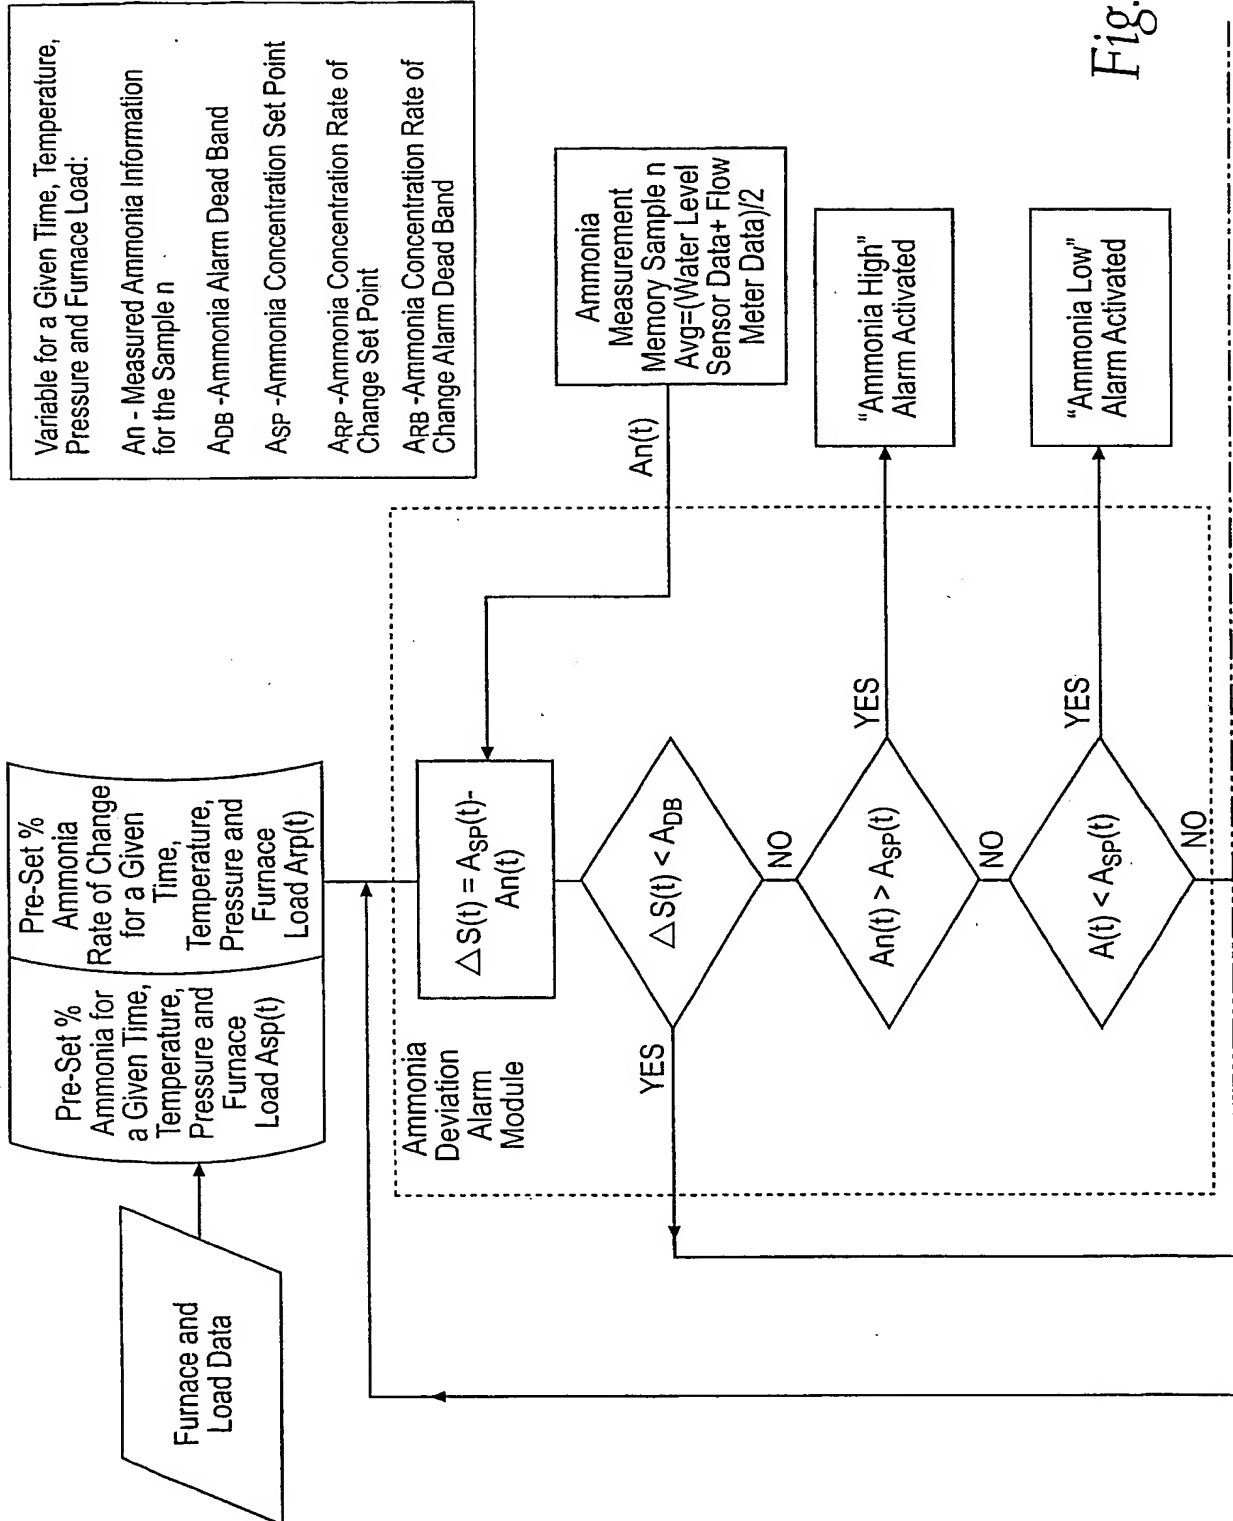 Furnace and
Load Data
Pre-Set %
Ammonia for
a Given Time,
Temperature,
Pressure and
Furnace
Load Asp(t)
Pre-Set %
Ammonia
Rate of Change
for a Given
Time,
Temperature,
Pressure and
Furnace
Load Arp(t)
Variable for a Given Time, Temperature,
Pressure and Furnace Load:
An - Measured Ammonia Information
for the Sample n
ADB -Ammonia Alarm Dead Band
ASP -Ammonia Concentration Set Point
ARP -Ammonia Concentration Rate of
Change Set Point
ARB -Ammonia Concentration Rate of
Change Alarm Dead Band
Ammonia
Deviation
Alarm
Module
△S(t) = ASP(t)-
An(t)
An(t)
Ammonia
Measurement
Memory Sample n
Avg=(Water Level
Sensor Data+ Flow
Meter Data)/2
YES
△S(t) < ADB
NO
An(t) > ASP(t)
YES
"Ammonia High"
Alarm Activated
NO
A(t) < ASP(t)
YES
"Ammonia Low"
Alarm Activated
NO
Fig.